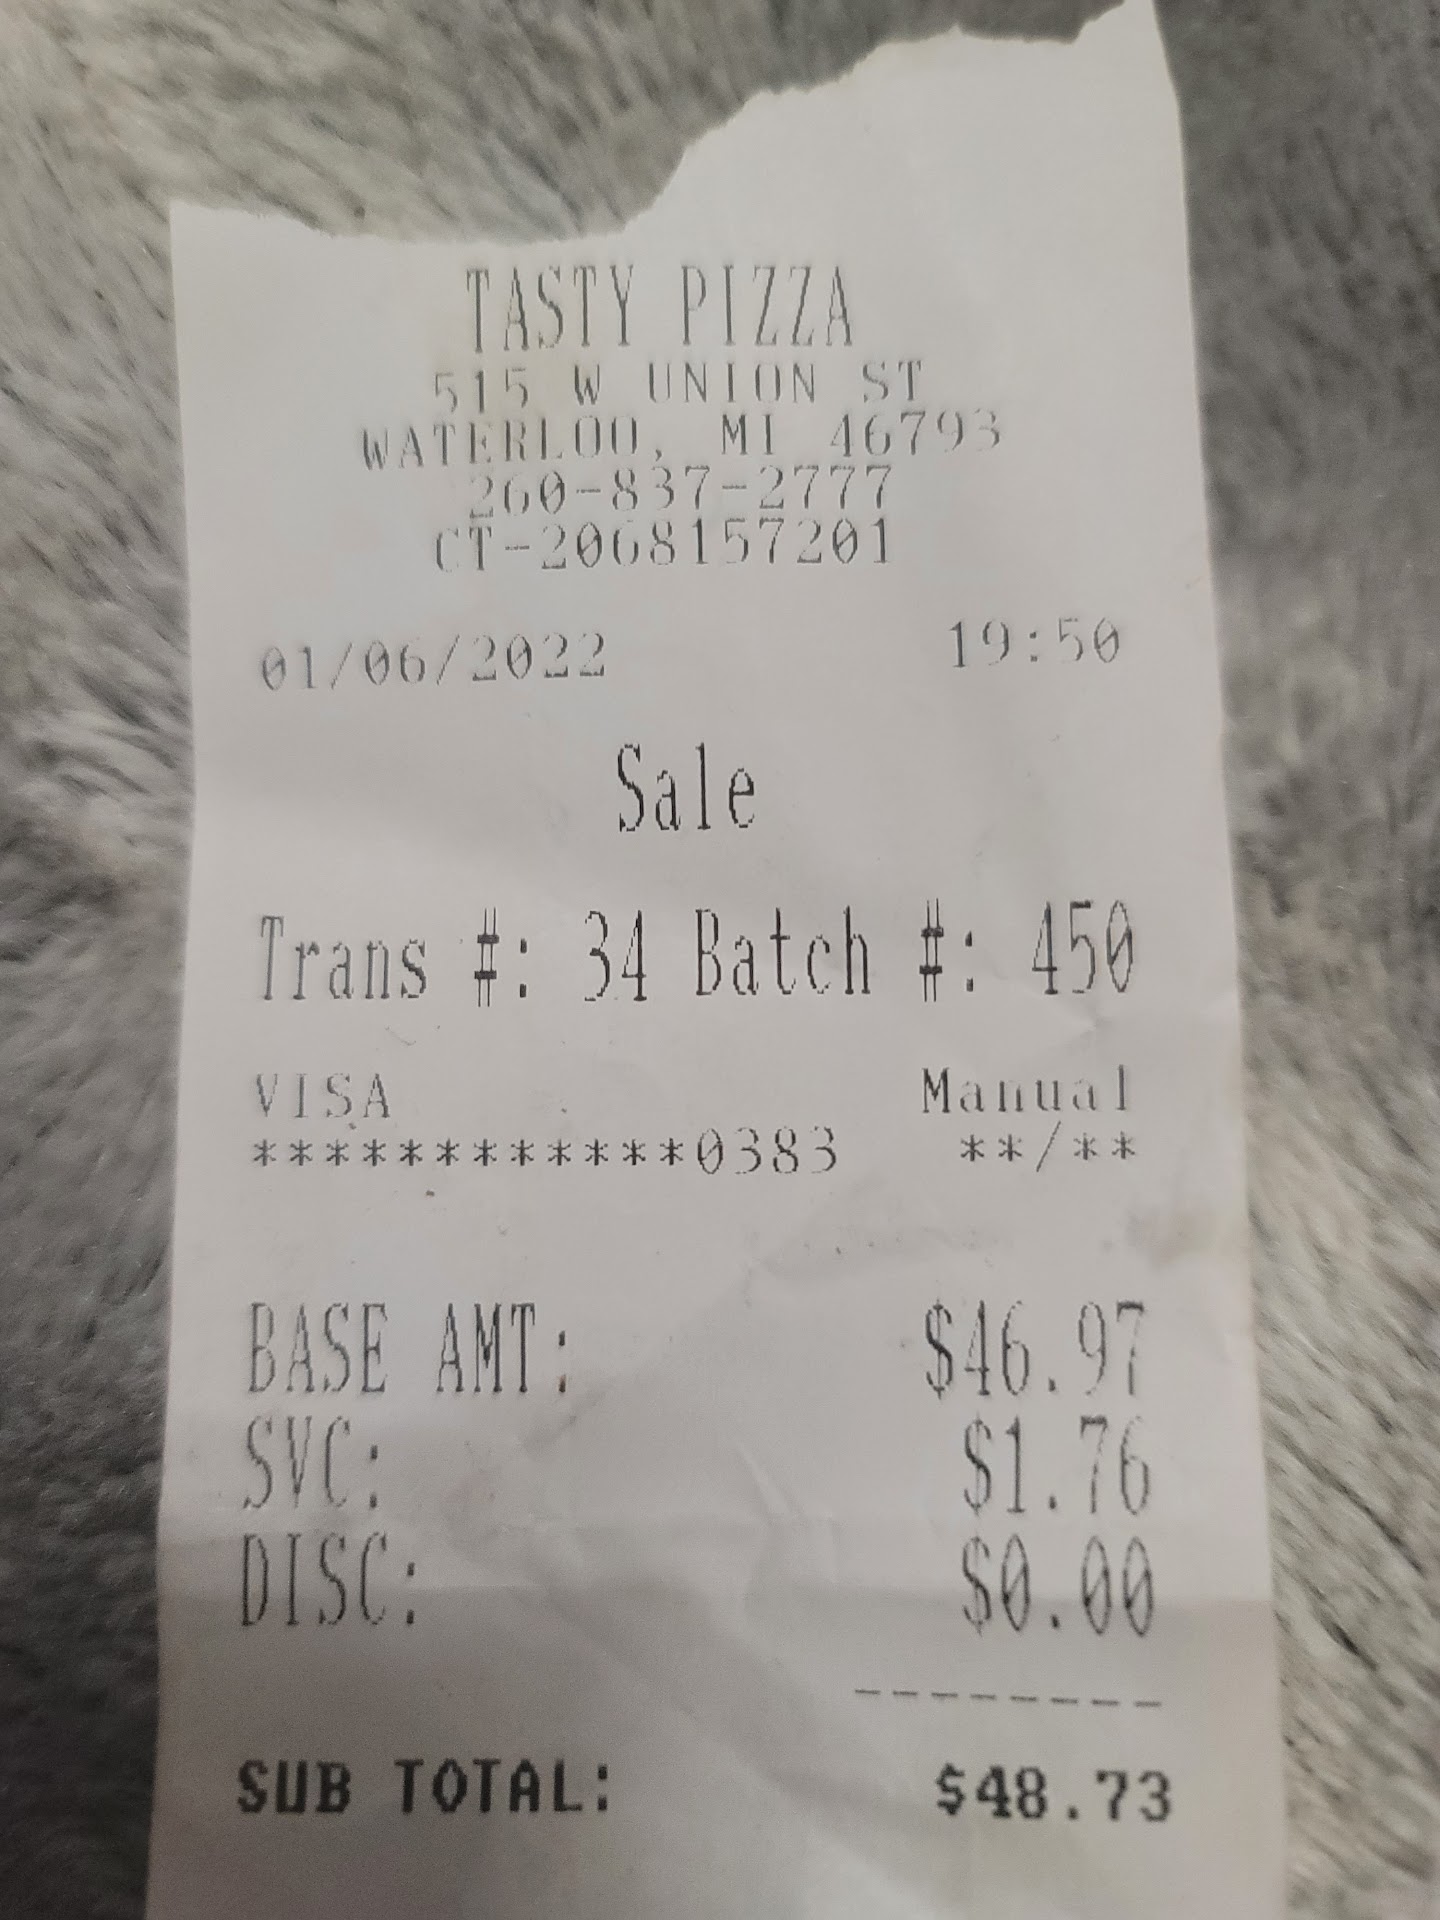 TASTY PIZZA
515 W UNION ST
WATERLOO, MI 46793
260-837-2777
CT-2068157201
01/06/2022 19:50
Sale
Trans #: 34 Batch #: 450
VISA Manual
************0383 **/**
BASE AMT: $46.97
SVC: $1.76
DISC: $0.00
--------
SUB TOTAL: $48.73